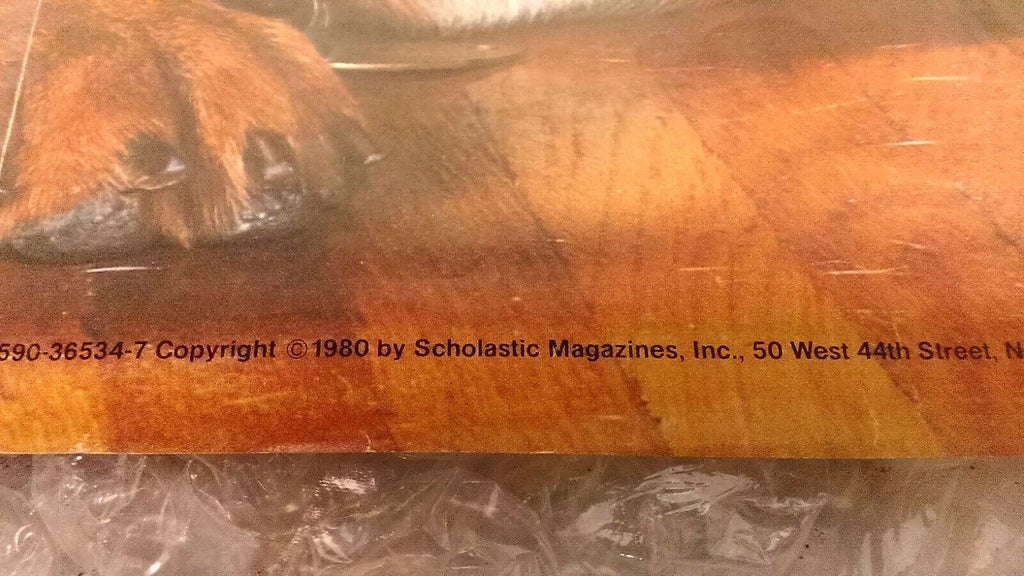 590-36534-7 Copyright ©1980 by Scholastic Magazines, Inc., 50 West 44th Street, N